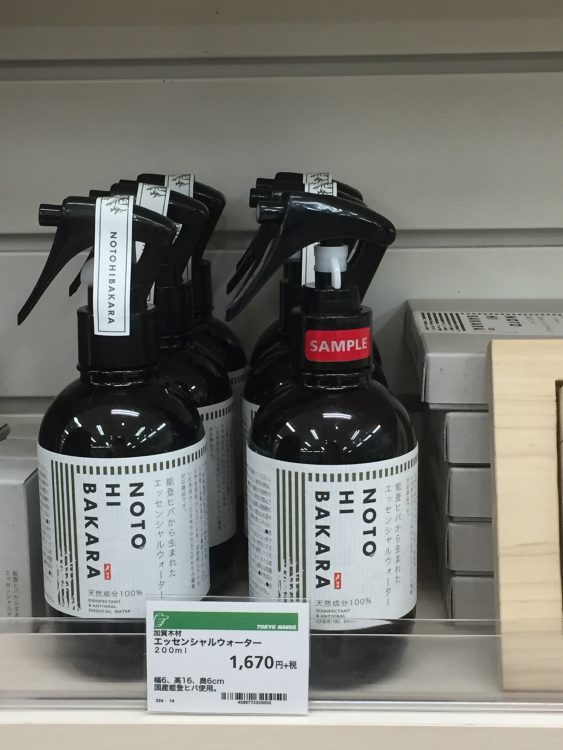 NOTOHIBAKARA
SAMPLE
NOTO
HI
BAKARA
能登ヒバから生まれた
エッセンシャルウォーター
天然成分100%
DISINFECTANT
& ANTIVIRAL
ESSENTIAL WATER
NOTO
HI
BAKARA
能登ヒバから生まれた
エッセンシャルウォーター
天然成分100%
DISINFECTANT
& ANTIVIRAL
NOTO
HI
BAKARA
TOKYU HANDS
加賀木材
エッセンシャルウォーター
200ml
1,670円+税
幅6、高16、奥6cm
国産能登ヒバ使用。
4589772320050